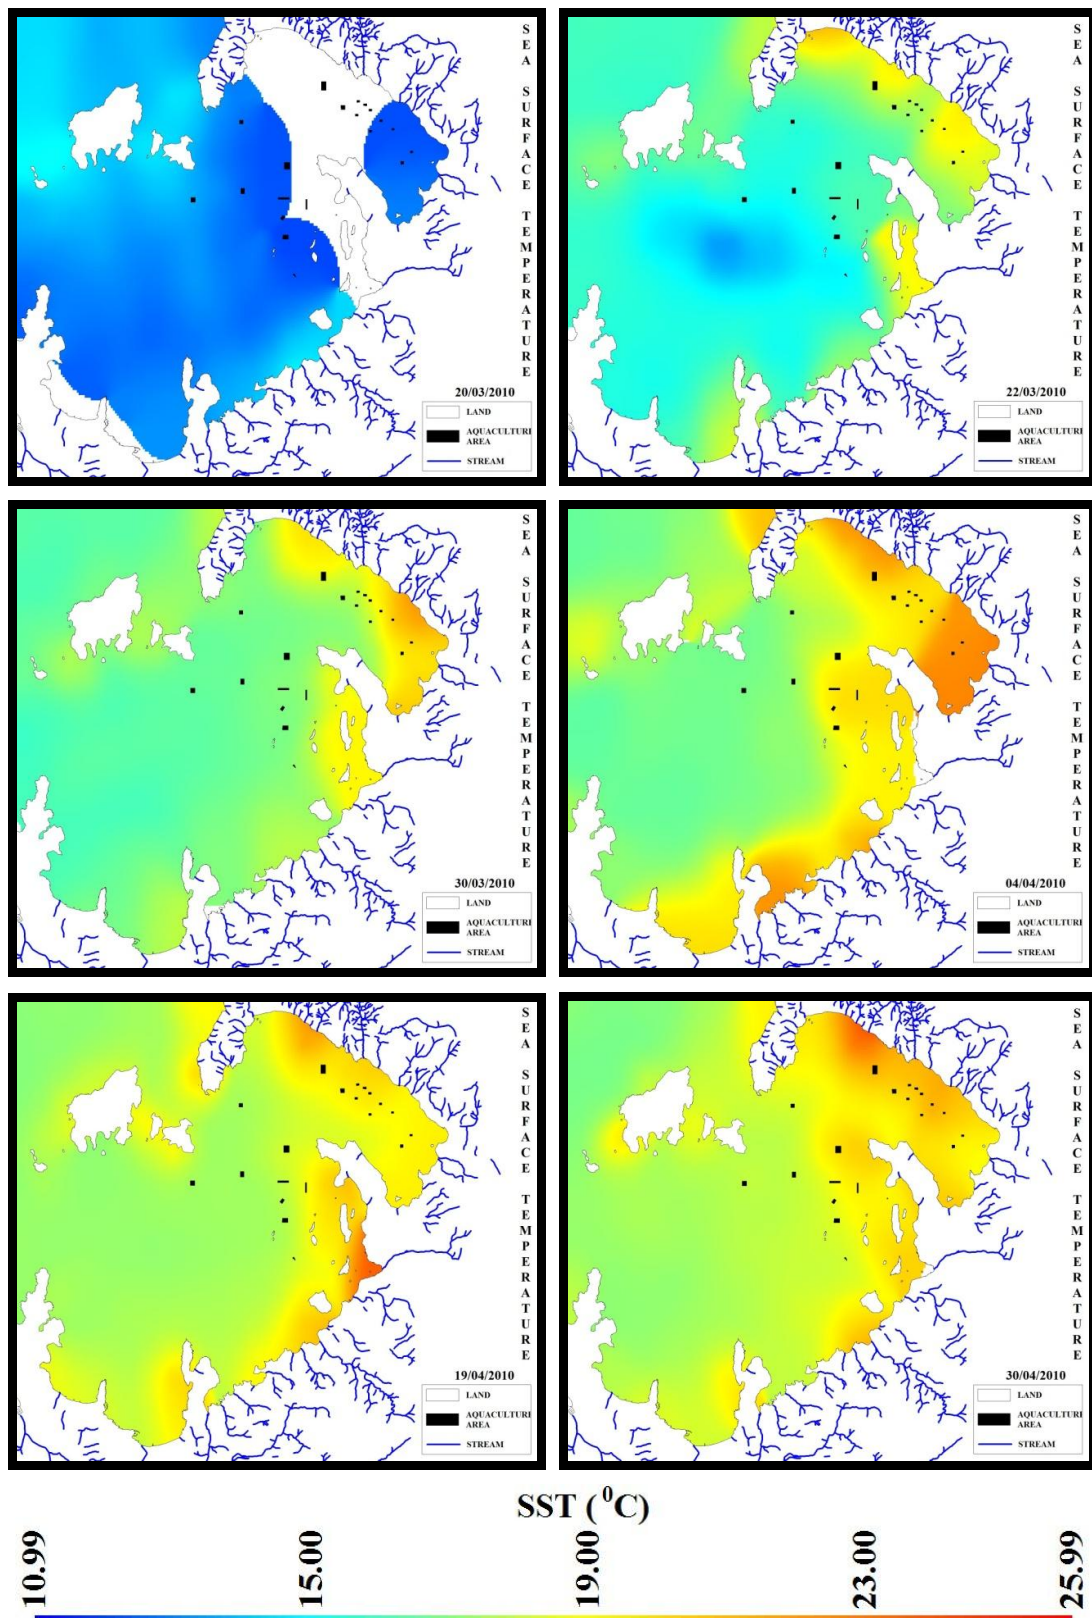 SEA SURFACE TEMPERATURE
20/03/2010
LAND
AQUACULTURE
AREA
STREAM
SEA SURFACE TEMPERATURE
22/03/2010
LAND
AQUACULTURE
AREA
STREAM
SEA SURFACE TEMPERATURE
30/03/2010
LAND
AQUACULTURE
AREA
STREAM
SEA SURFACE TEMPERATURE
04/04/2010
LAND
AQUACULTURE
AREA
STREAM
SEA SURFACE TEMPERATURE
19/04/2010
LAND
AQUACULTURE
AREA
STREAM
SEA SURFACE TEMPERATURE
30/04/2010
LAND
AQUACULTURE
AREA
STREAM
SST (⁰C)
10.99 15.00 19.00 23.00 25.99